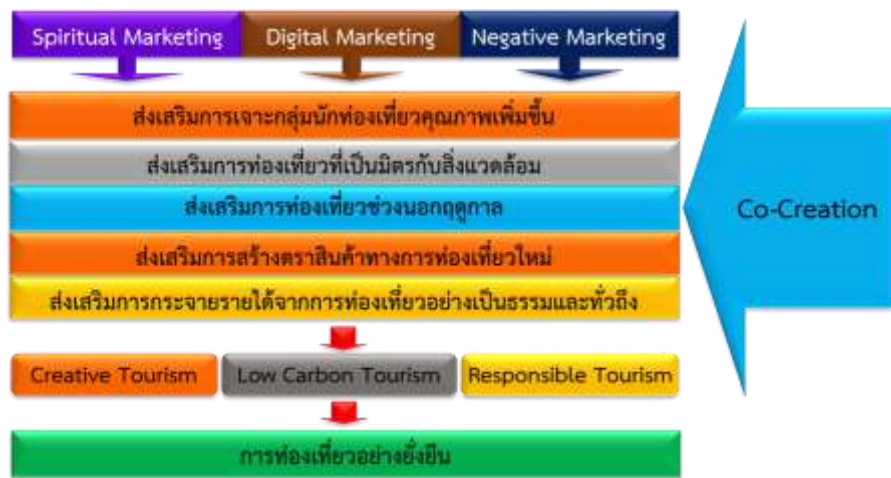 Spiritual Marketing
Digital Marketing
Negative Marketing
ส่งเสริมการเจาะกลุ่มนักท่องเที่ยวคุณภาพเพิ่มขึ้น
ส่งเสริมการท่องเที่ยวที่เป็นมิตรกับสิ่งแวดล้อม
ส่งเสริมการท่องเที่ยวช่วงนอกฤดูกาล
ส่งเสริมการสร้างตราสินค้าทางการท่องเที่ยวใหม่
ส่งเสริมการกระจายรายได้จากการท่องเที่ยวอย่างเป็นธรรมและทั่วถึง
Co-Creation
Creative Tourism
Low Carbon Tourism
Responsible Tourism
การท่องเที่ยวอย่างยั่งยืน